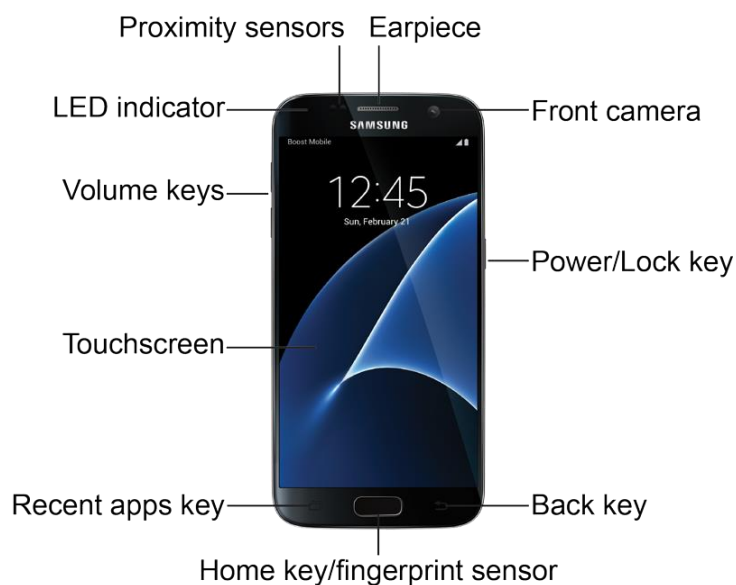 Proximity sensors Earpiece
LED indicator
Front camera
SAMSUNG
Boost Mobile
Volume keys
12:45
Sun, February 21
Power/Lock key
Touchscreen
Recent apps key
Back key
Home key/fingerprint sensor